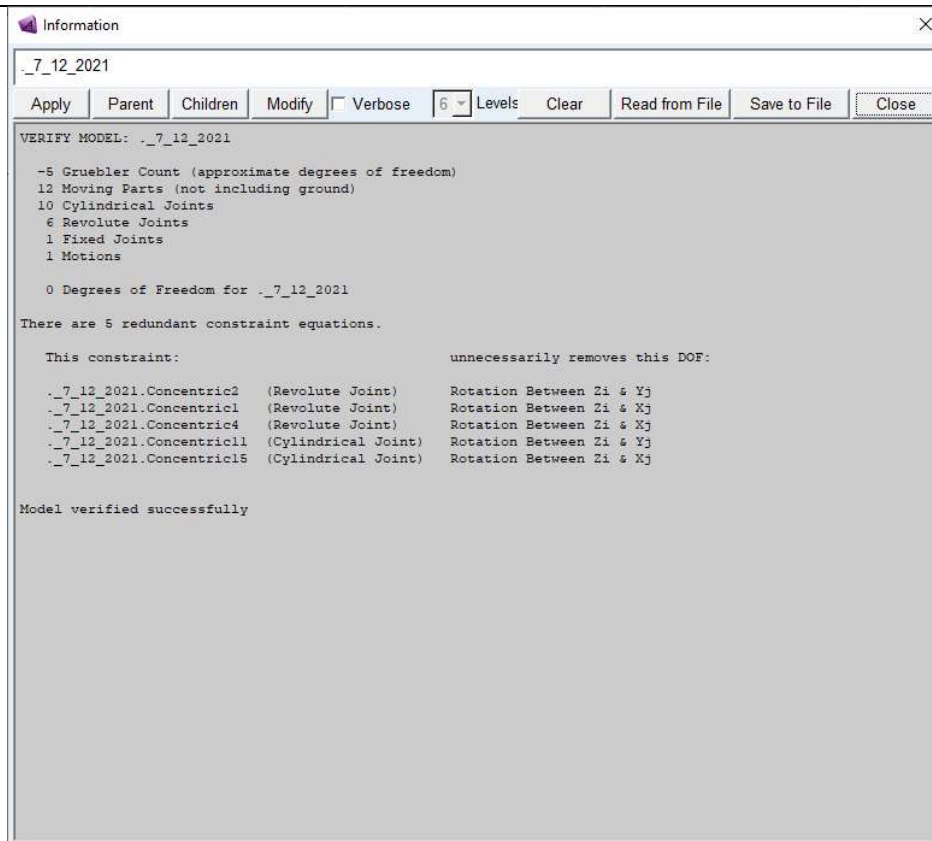 Information
._7_12_2021
Apply Parent Children Modify Verbose 6 Levels Clear Read from File Save to File Close
VERIFY MODEL: ._7_12_2021
-5 Gruebler Count (approximate degrees of freedom)
12 Moving Parts (not including ground)
10 Cylindrical Joints
6 Revolute Joints
1 Fixed Joints
1 Motions
0 Degrees of Freedom for ._7_12_2021
There are 5 redundant constraint equations.
This constraint: unnecessarily removes this DOF:
._7_12_2021.Concentric2 (Revolute Joint) Rotation Between Zi & Yj
._7_12_2021.Concentric1 (Revolute Joint) Rotation Between Zi & Xj
._7_12_2021.Concentric4 (Revolute Joint) Rotation Between Zi & Xj
._7_12_2021.Concentric11 (Cylindrical Joint) Rotation Between Zi & Yj
._7_12_2021.Concentric15 (Cylindrical Joint) Rotation Between Zi & Xj
Model verified successfully